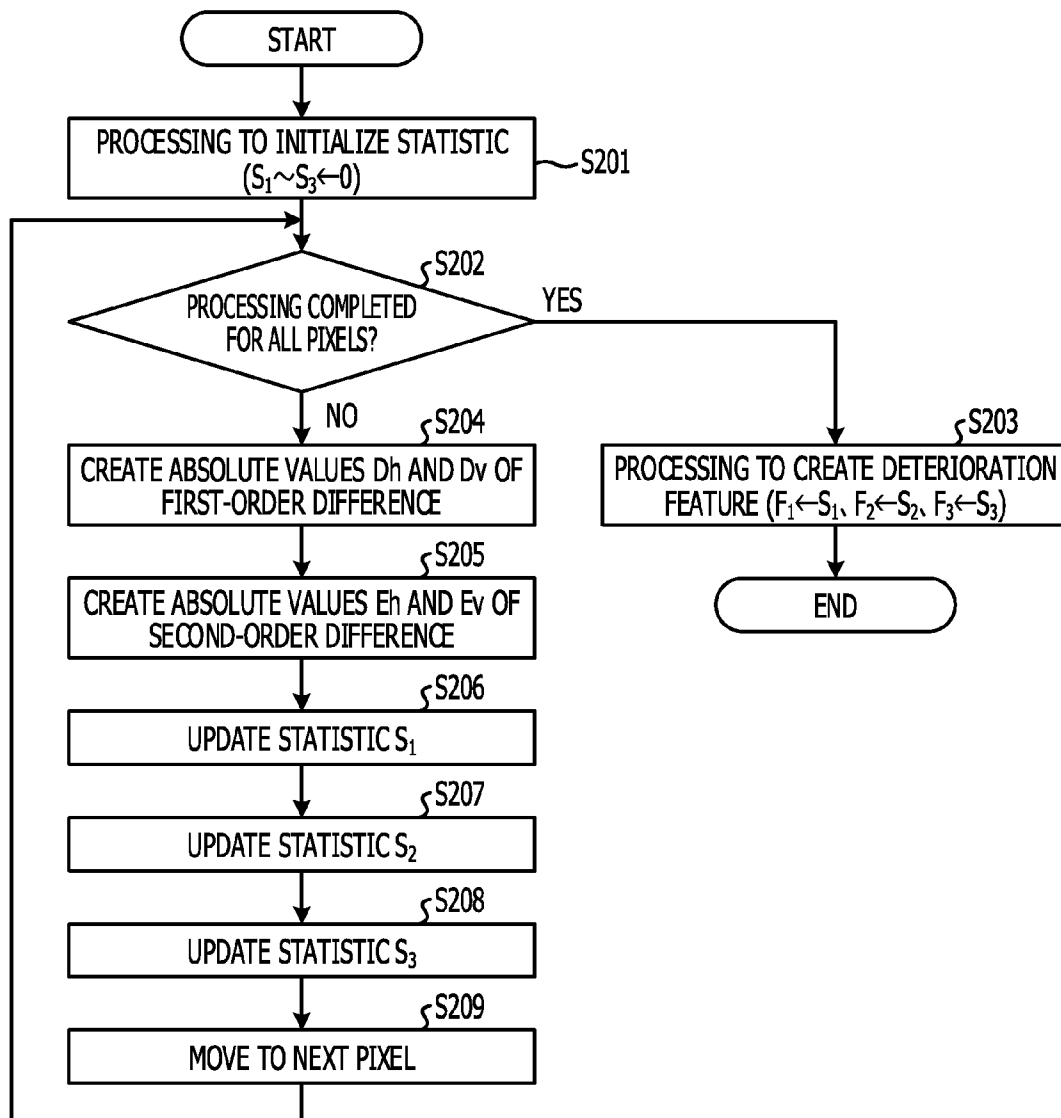 START
PROCESSING TO INITIALIZE STATISTIC
(S₁~S₃←0)
S201
S202
PROCESSING COMPLETED
FOR ALL PIXELS?
YES
NO
S204
CREATE ABSOLUTE VALUES Dh AND Dv OF
FIRST-ORDER DIFFERENCE
S203
PROCESSING TO CREATE DETERIORATION
FEATURE (F₁←S₁、F₂←S₂、F₃←S₃)
END
S205
CREATE ABSOLUTE VALUES Eh AND Ev OF
SECOND-ORDER DIFFERENCE
S206
UPDATE STATISTIC S₁
S207
UPDATE STATISTIC S₂
S208
UPDATE STATISTIC S₃
S209
MOVE TO NEXT PIXEL